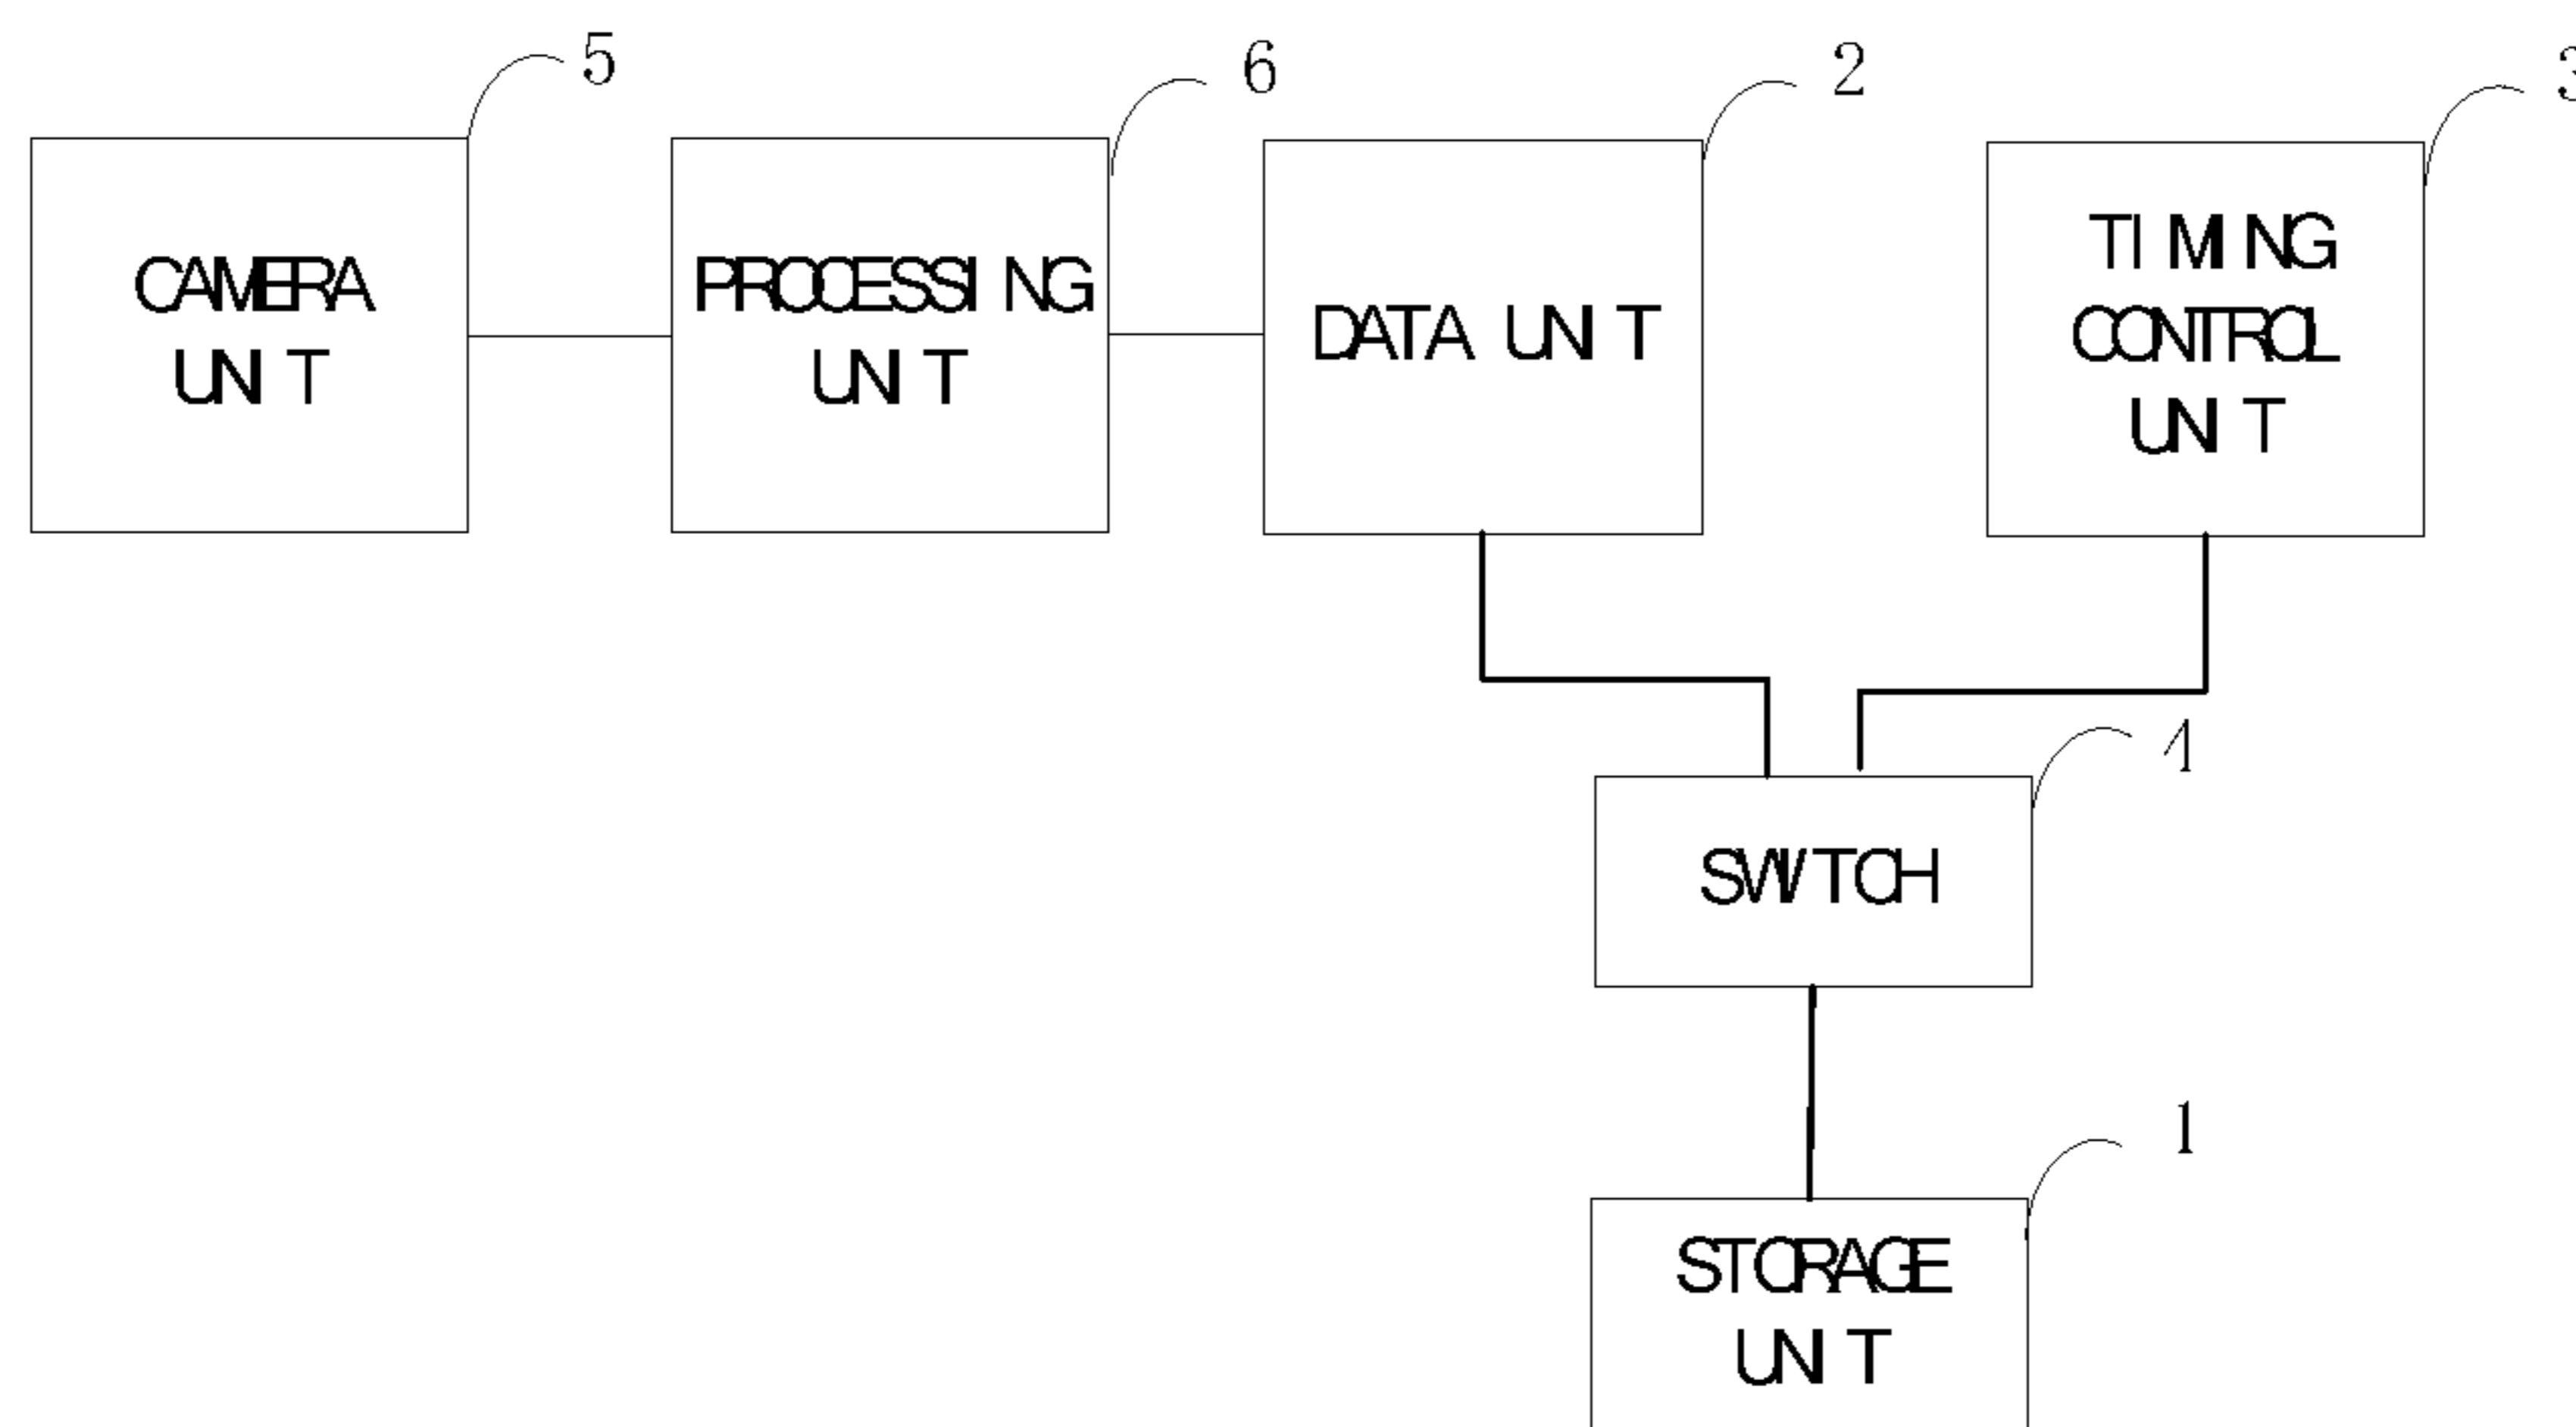 5
6
2
3
CAMERA
UNIT
PROCESSING
UNIT
DATA UNIT
TIMING
CONTROL
UNIT
4
SWITCH
1
STORAGE
UNIT